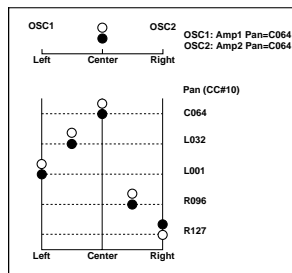 OSC1 OSC2
OSC1: Amp1 Pan=C064
OSC2: Amp2 Pan=C064
Left Center Right
Pan (CC#10)
C064
L032
L001
R096
R127
Left Center Right